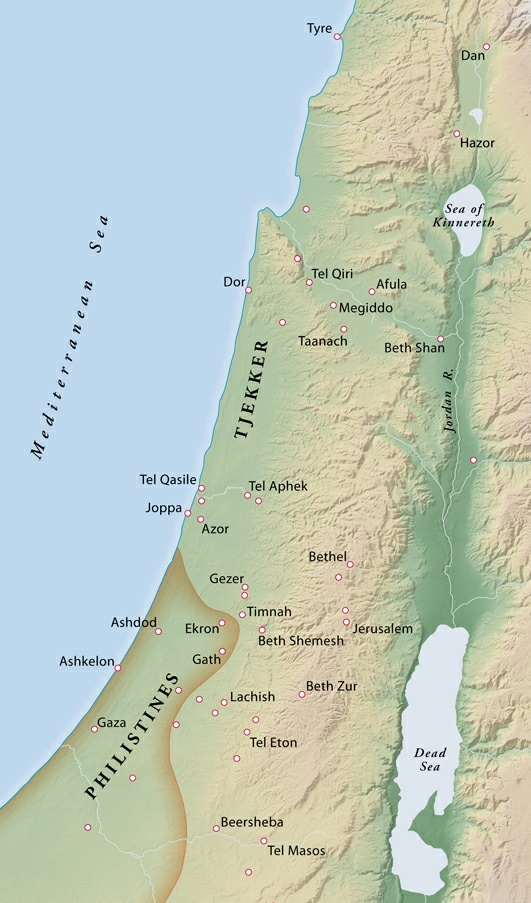 Tyre
Dan
Hazor
Sea of
Kinnereth
Mediterranean Sea
Dor
Tel Qiri
Afula
Megiddo
Taanach
Beth Shan
TJEKKER
Jordan R.
Tel Qasile
Tel Aphek
Joppa
Azor
Bethel
Gezer
Timnah
Ashdod
Ekron
Jerusalem
Beth Shemesh
Gath
Ashkelon
Beth Zur
Lachish
PHILISTINES
Gaza
Tel Eton
Dead
Sea
Beersheba
Tel Masos